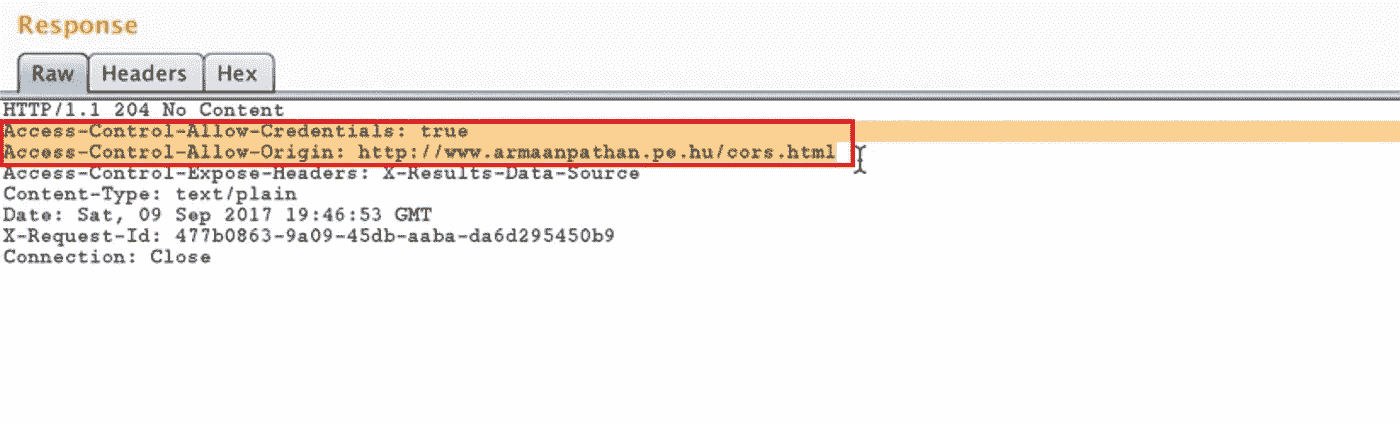 Response
Raw Headers Hex
HTTP/1.1 204 No Content
Access-Control-Allow-Credentials: true
Access-Control-Allow-Origin: http://www.armaanpathan.pe.hu/cors.html
Access-Control-Expose-Headers: X-Results-Data-Source
Content-Type: text/plain
Date: Sat, 09 Sep 2017 19:46:53 GMT
X-Request-Id: 477b0863-9a09-45db-aaba-da6d295450b9
Connection: Close